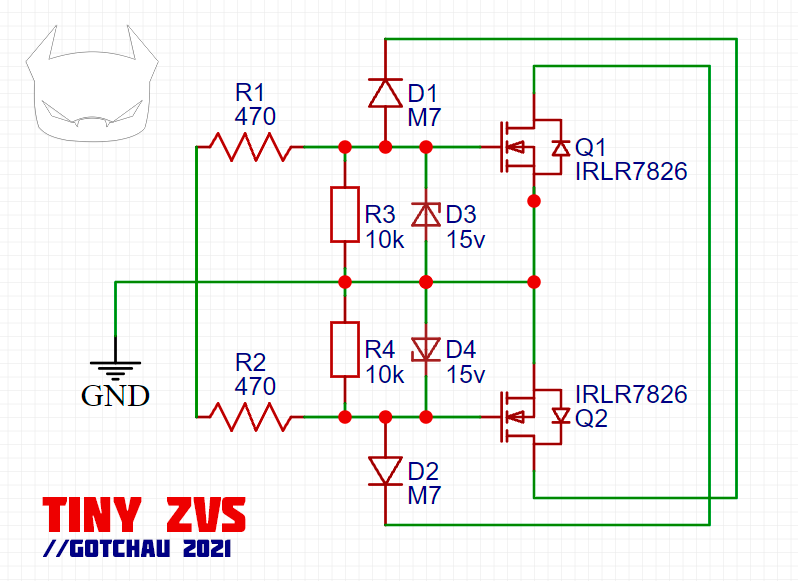 R1
470
D1
M7
Q1
IRLR7826
R3
10k
D3
15v
GND
R2
470
R4
10k
D4
15v
IRLR7826
Q2
D2
M7
TINY ZVS
//GOTCHAU 2021